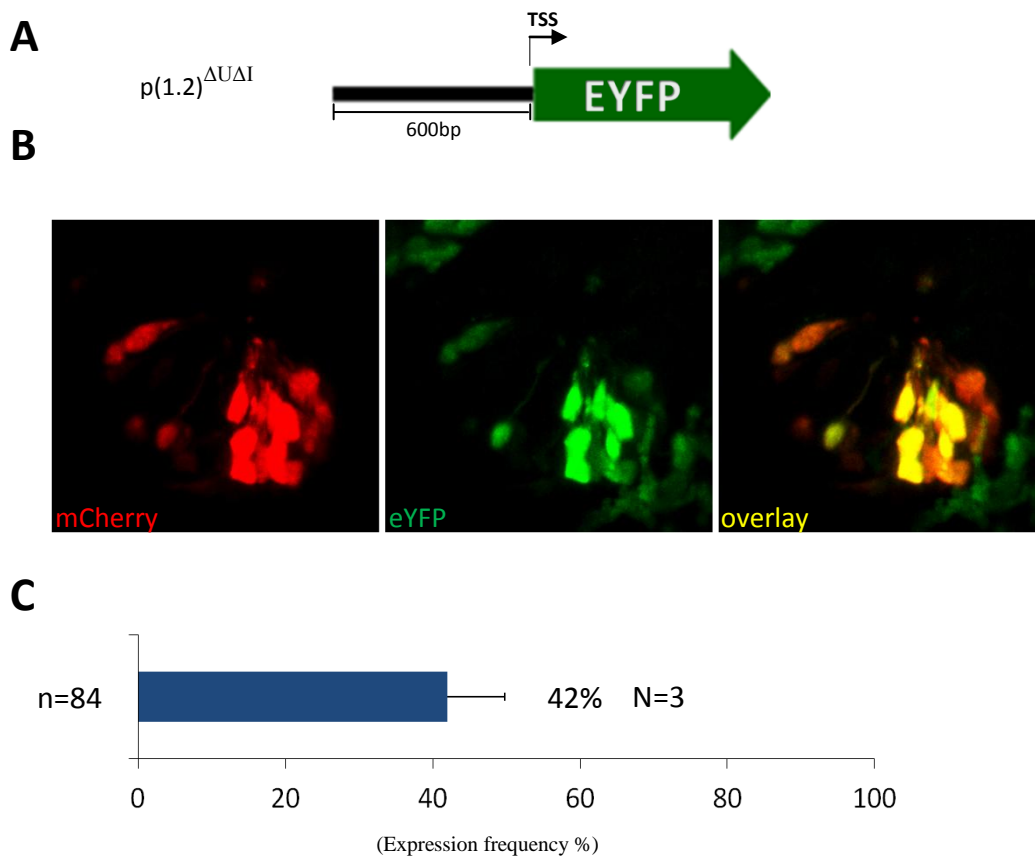 A
p(1.2)ΔUΔI
TSS
EYFP
600bp
B
mCherry
eYFP
overlay
C
n=84
42%
N=3
0 20 40 60 80 100
(Expression frequency %)